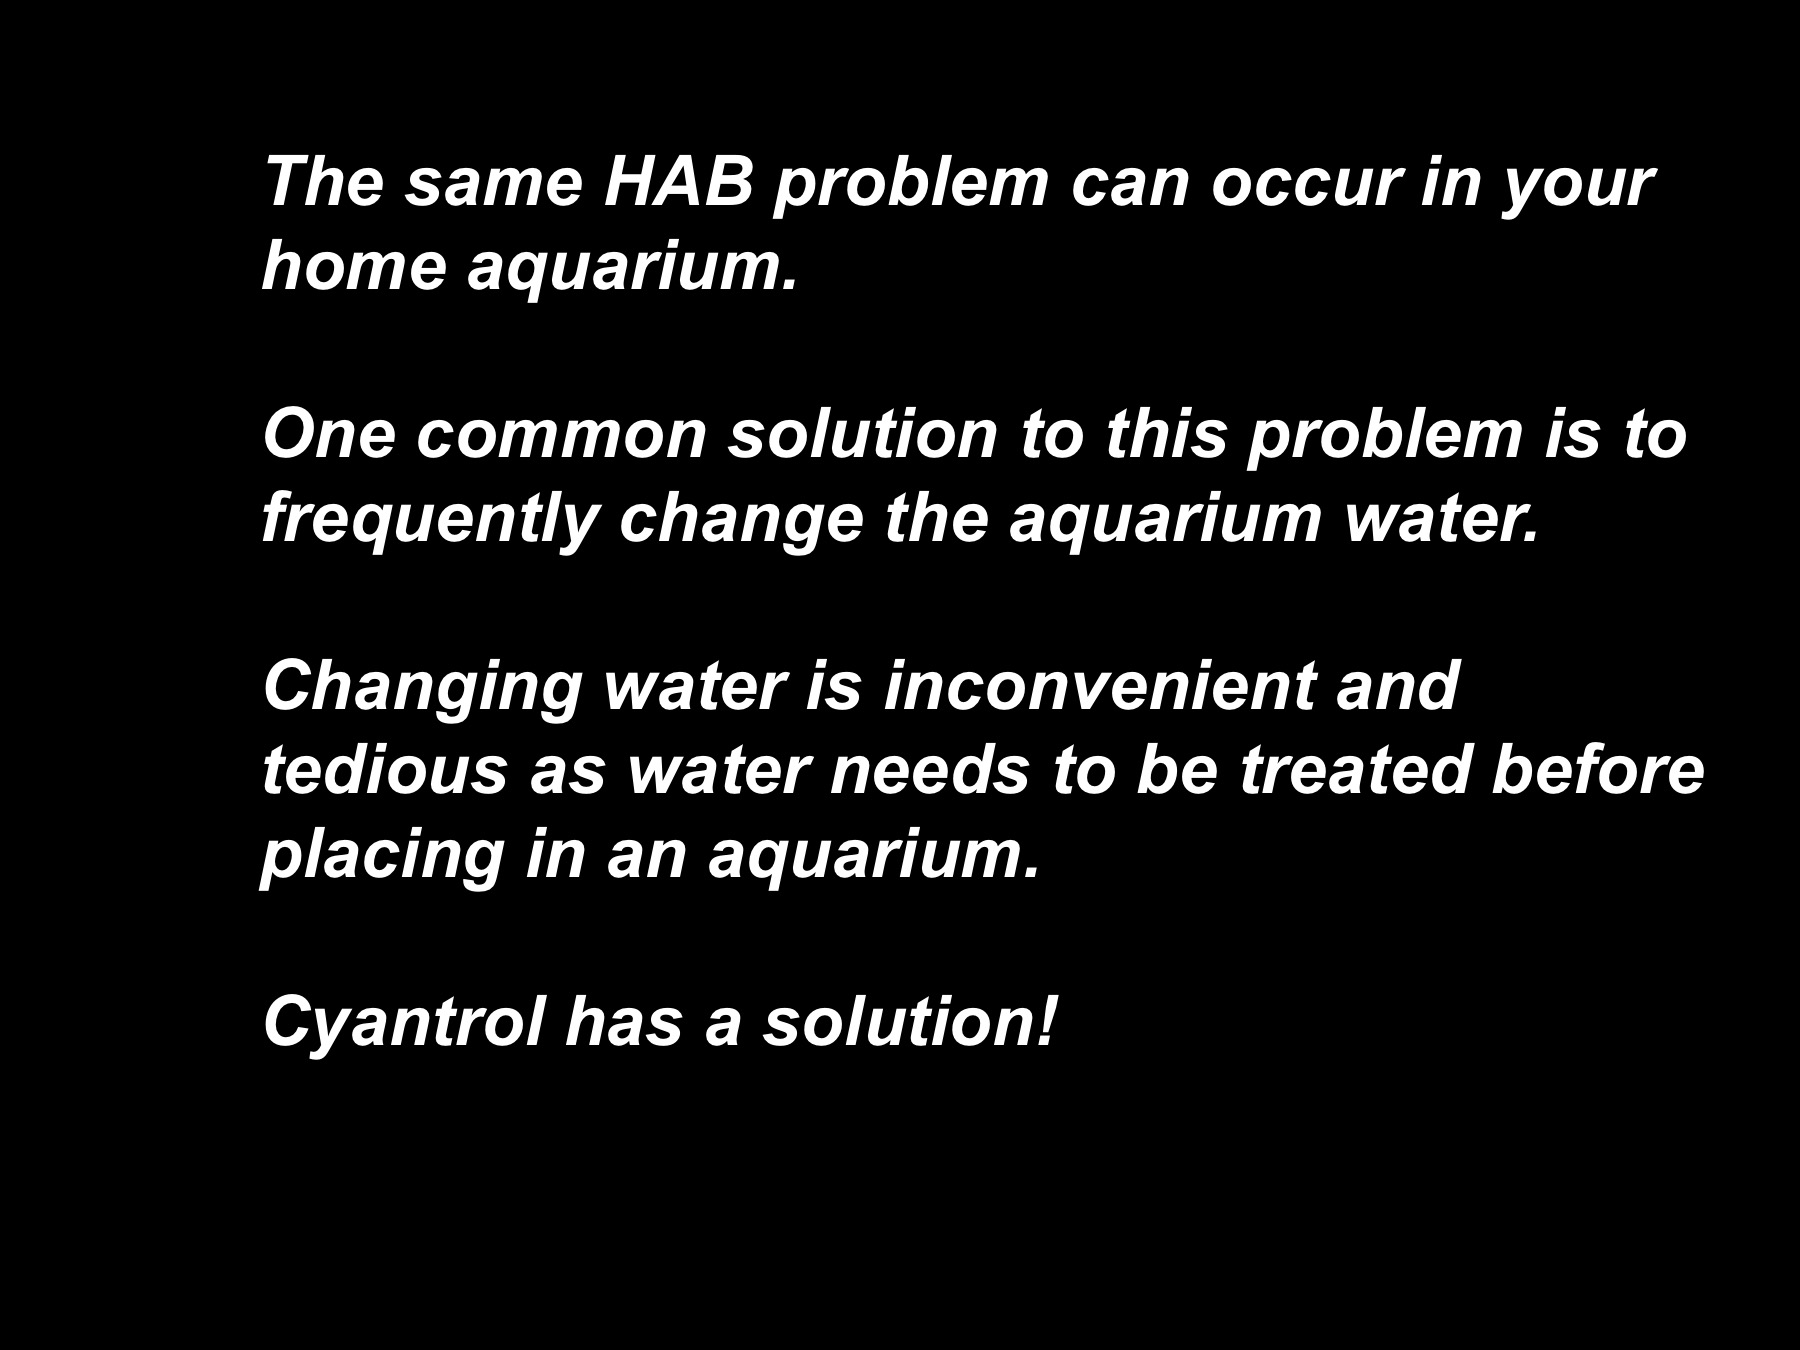 The same HAB problem can occur in your
home aquarium.
One common solution to this problem is to
frequently change the aquarium water.
Changing water is inconvenient and
tedious as water needs to be treated before
placing in an aquarium.
Cyantrol has a solution!